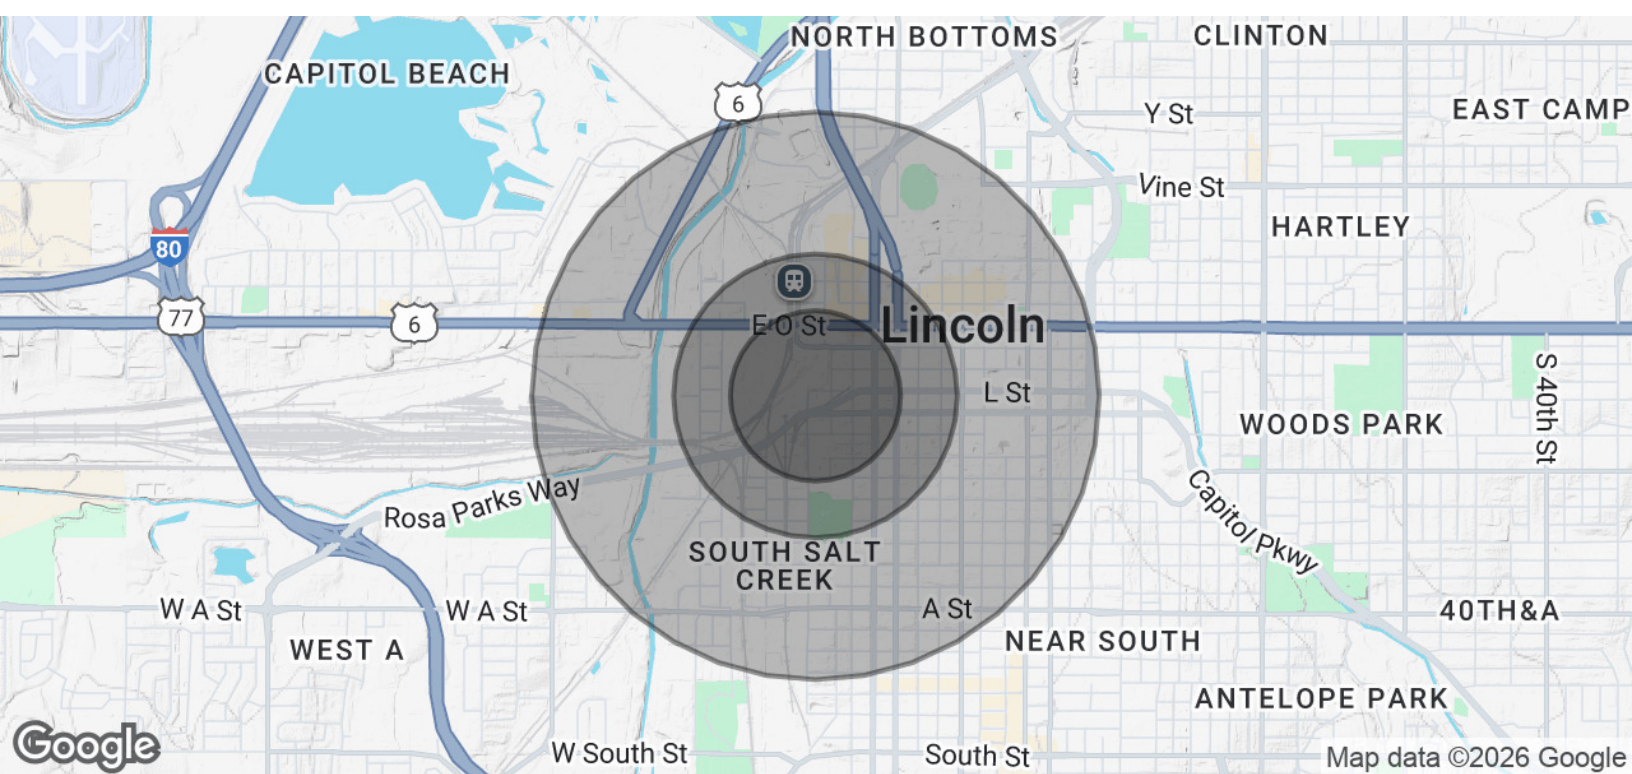 NORTH BOTTOMS
CLINTON
CAPITOL BEACH
6
Y St
EAST CAMP
Vine St
HARTLEY
80
77
6
E O St
Lincoln
S 40th St
L St
WOODS PARK
Rosa Parks Way
Capitol Pkwy
SOUTH SALT
CREEK
W A St
W A St
A St
40TH&A
WEST A
NEAR SOUTH
ANTELOPE PARK
Google
W South St
South St
Map data ©2026 Google